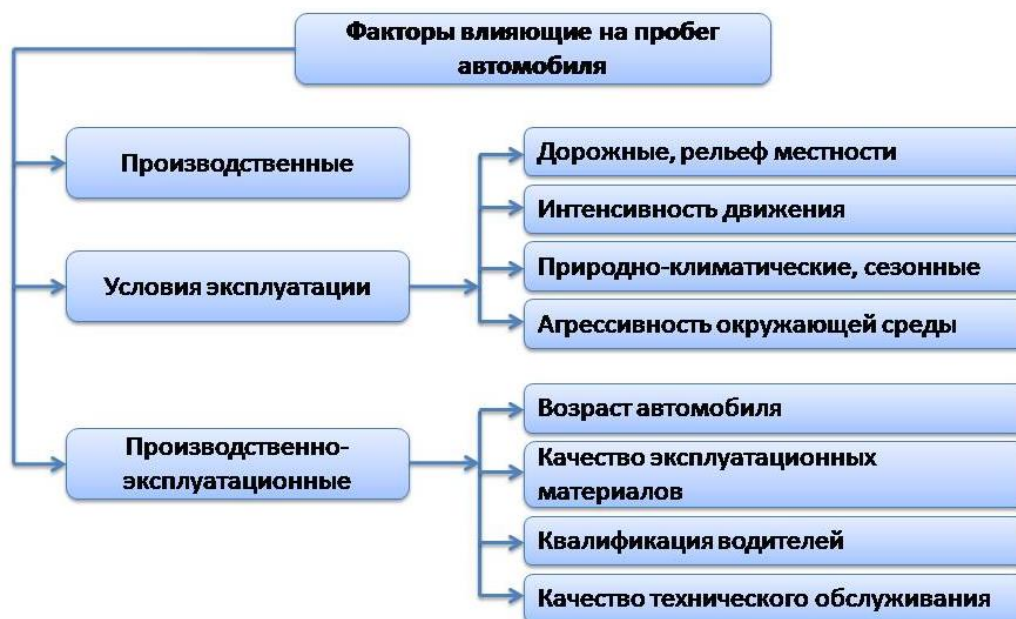 Факторы влияющие на пробег
автомобиля
Производственные
Условия эксплуатации
Дорожные, рельеф местности
Интенсивность движения
Природно-климатические, сезонные
Агрессивность окружающей среды
Производственно-
эксплуатационные
Возраст автомобиля
Качество эксплуатационных
материалов
Квалификация водителей
Качество технического обслуживания